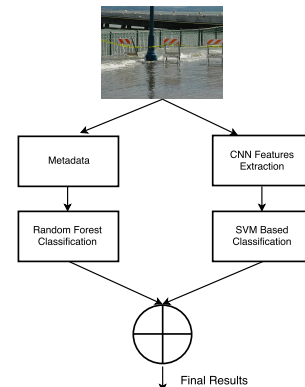 Metadata
CNN Features
Extraction
Random Forest
Classification
SVM Based
Classification
Final Results